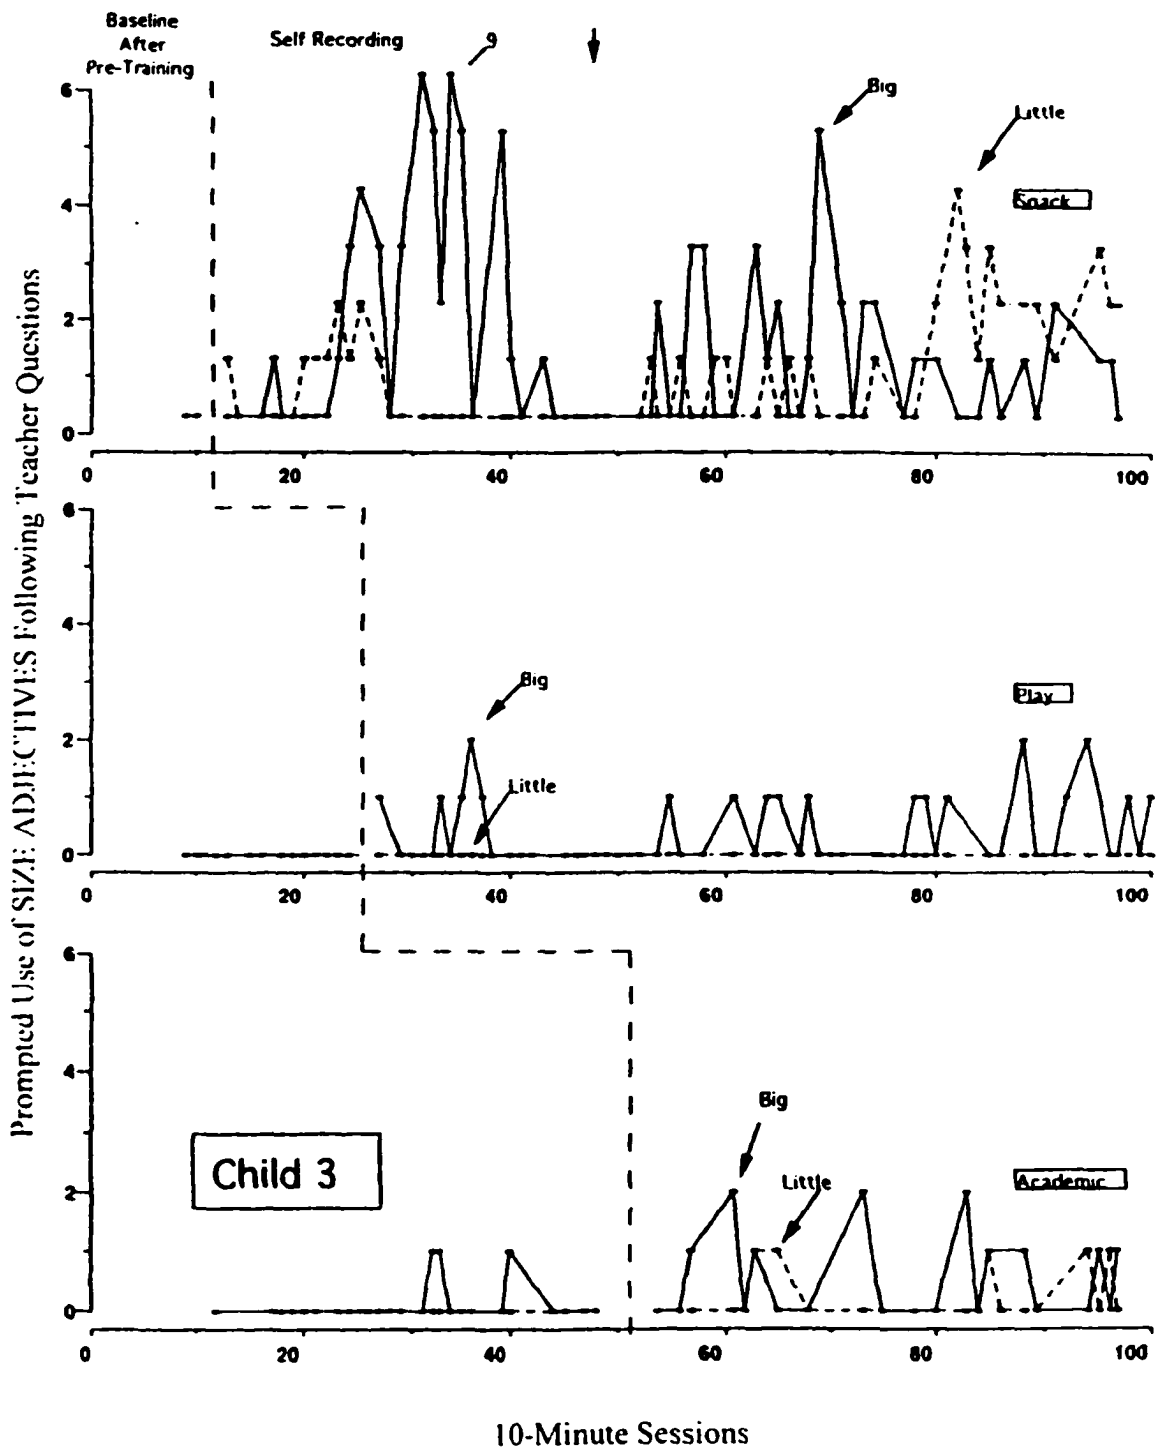 Baseline
After
Pre-Training
Self Recording
9
Big
Little
Snack
6
4
2
0
0 20 40 60 80 100
Prompted Use of SIZE ADJECTIVES Following Teacher Questions
6
4
2
0
Big
Little
Play
0 20 40 60 80 100
6
4
2
0
Child 3
Big
Little
Academic
0 20 40 60 80 100
10-Minute Sessions